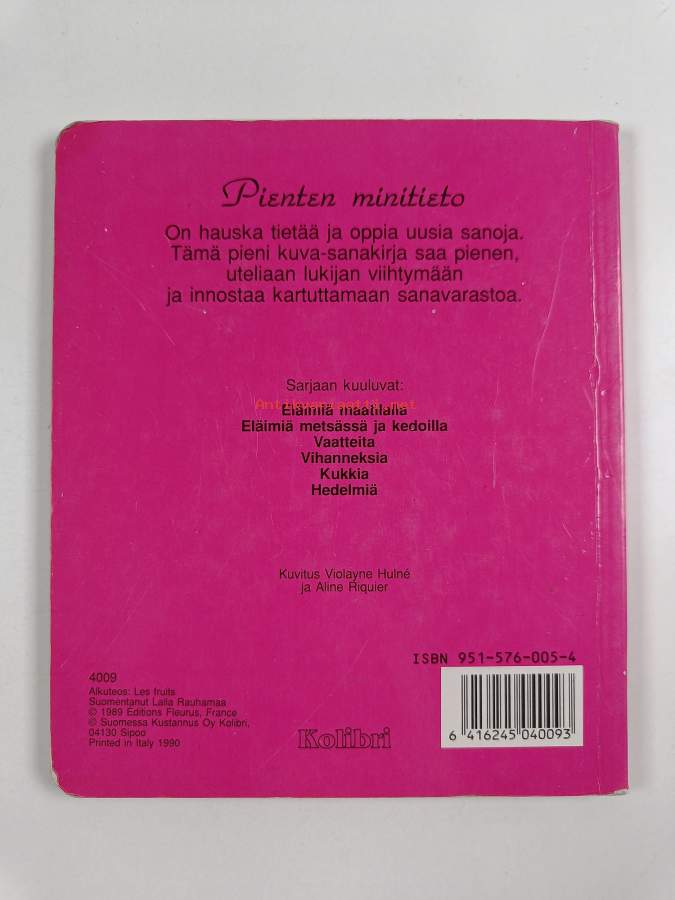 Pienten minitieto
On hauska tietää ja oppia uusia sanoja.
Tämä pieni kuva-sanakirja saa pienen,
uteliaan lukijan viihtymään
ja innostaa kartuttamaan sanavarastoa.
Sarjaan kuuluvat:
Antikvariaatti.net
Eläimiä maatilalla
Eläimiä metsässä ja kedoilla
Vaatteita
Vihanneksia
Kukkia
Hedelmiä
Kuvitus Violayne Hulné
ja Aline Riquier
ISBN 951-576-005-4
4009
Alkuteos: Les fruits
Suomentanut Laila Rauhamaa
© 1989 Editions Fleurus, France
© Suomessa Kustannus Oy Kolibri,
04130 Sipoo
Printed in Italy 1990
Kolibri
6 416245 040093